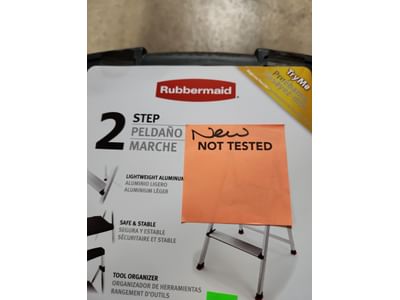 Rubbermaid
TryMe
2 STEP
PELDAÑO
MARCHE
New
NOT TESTED
LIGHTWEIGHT ALUMINUM
ALUMINIO LIGERO
ALUMINIUM LÉGER
SAFE & STABLE
SEGURA Y ESTABLE
SÉCURITAIRE ET STABLE
TOOL ORGANIZER
ORGANIZADOR DE HERRAMIENTAS
RANGEMENT D'OUTILS